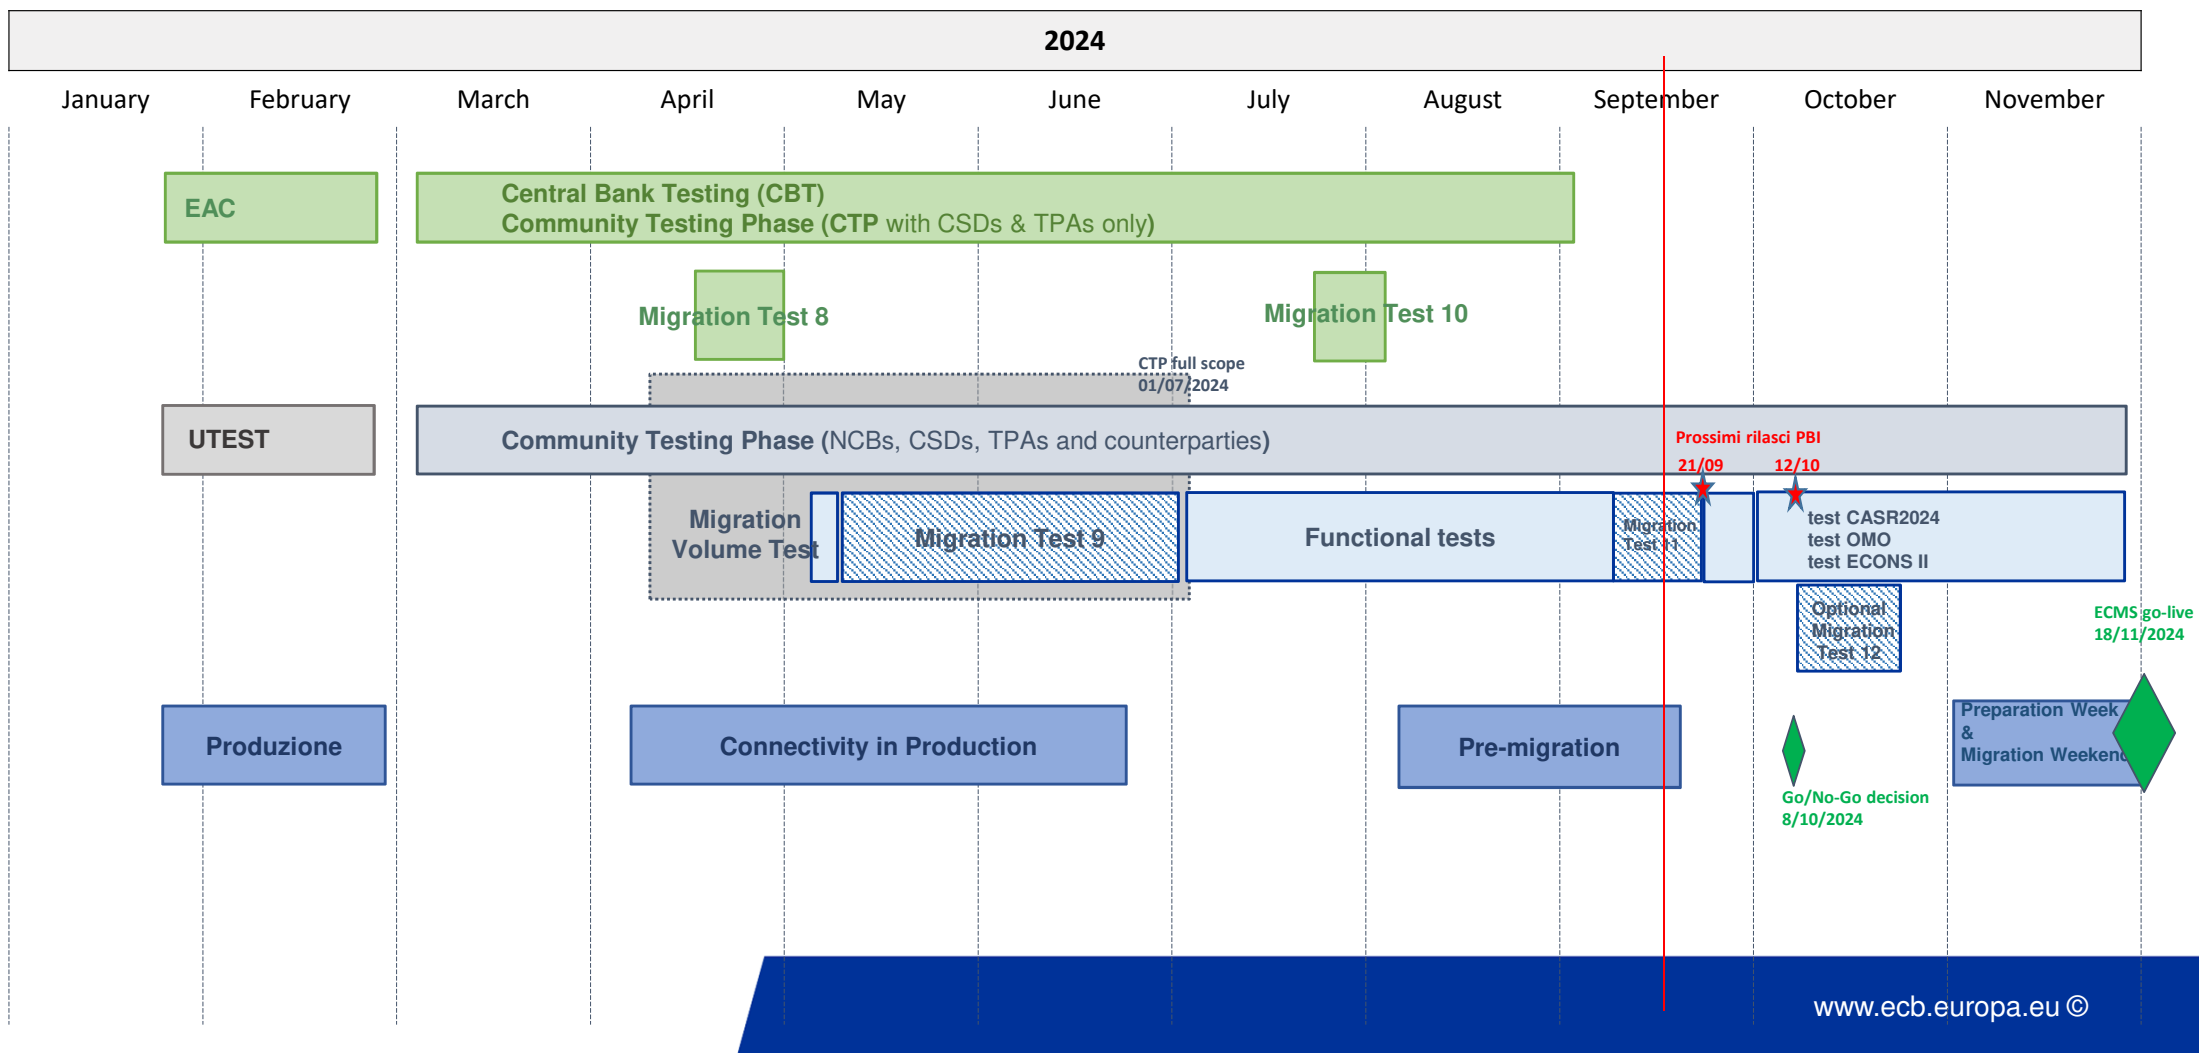 2024
January February March April May June July August September October November
EAC
Central Bank Testing (CBT)
Community Testing Phase (CTP with CSDs & TPAs only)
Migration Test 8
Migration Test 10
CTP full scope
01/07/2024
UTEST
Community Testing Phase (NCBs, CSDs, TPAs and counterparties)
Prossimi rilasci PBI
21/09 12/10
Migration
Volume Test
Migration Test 9
Functional tests
Migration
Test 11
test CASR2024
test OMO
test ECONS II
Optional
Migration
Test 12
ECMS go-live
18/11/2024
Produzione
Connectivity in Production
Pre-migration
Preparation Week
&
Migration Weekend
Go/No-Go decision
8/10/2024
www.ecb.europa.eu ©